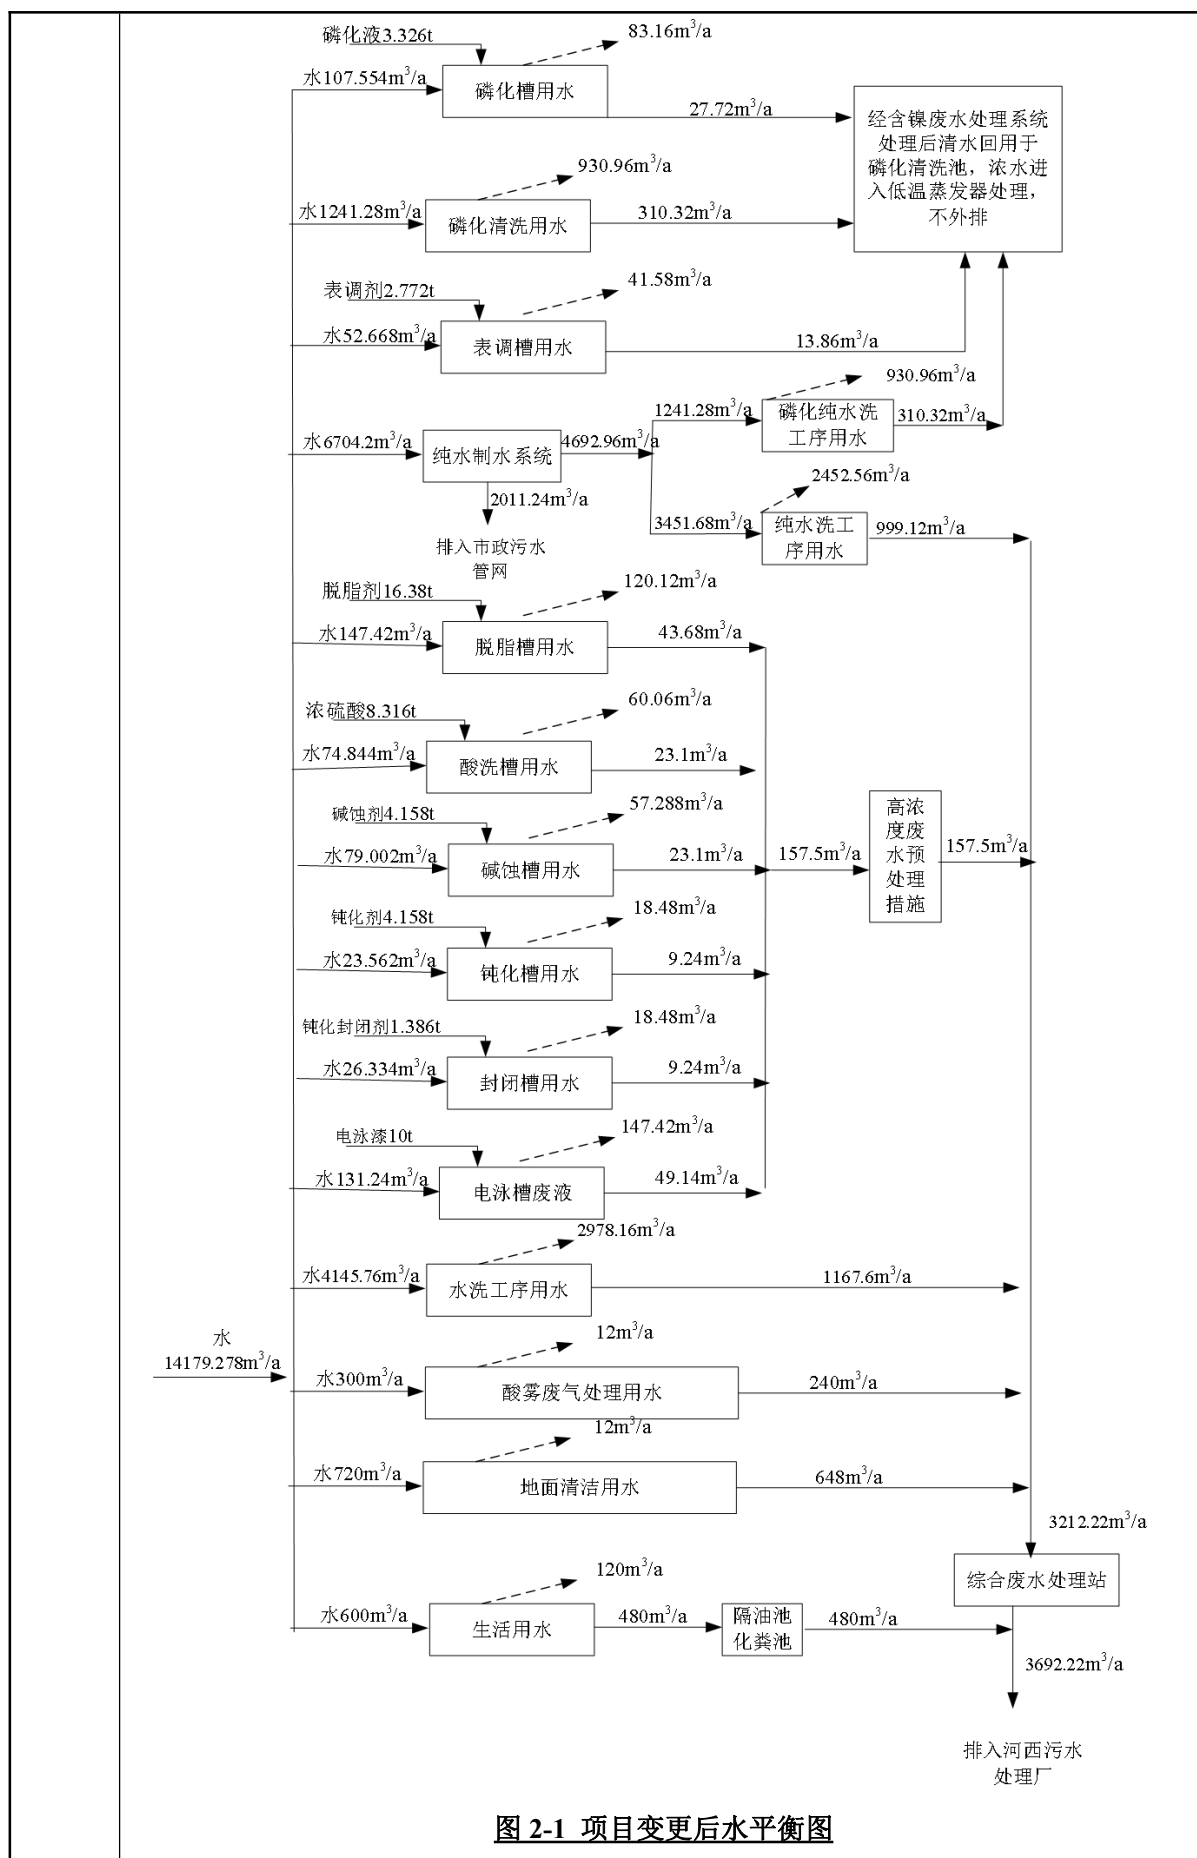 磷化液3.326t
83.16m³/a
水107.554m³/a
磷化槽用水
27.72m³/a
经含镍废水处理系统
处理后清水回用于
磷化清洗池，浓水进
入低温蒸发器处理，
不外排
930.96m³/a
水1241.28m³/a
磷化清洗用水
310.32m³/a
表调剂2.772t
41.58m³/a
水52.668m³/a
表调槽用水
13.86m³/a
930.96m³/a
1241.28m³/a
磷化纯水洗
工序用水
310.32m³/a
水6704.2m³/a
纯水制水系统
4692.96m³/a
2452.56m³/a
2011.24m³/a
3451.68m³/a
纯水洗工
序用水
999.12m³/a
排入市政污水
管网
脱脂剂16.38t
120.12m³/a
水147.42m³/a
脱脂槽用水
43.68m³/a
浓硫酸8.316t
60.06m³/a
水74.844m³/a
酸洗槽用水
23.1m³/a
碱蚀剂4.158t
57.288m³/a
水79.002m³/a
碱蚀槽用水
23.1m³/a
157.5m³/a
高浓
度废
水预
处理
措施
157.5m³/a
钝化剂4.158t
18.48m³/a
水23.562m³/a
钝化槽用水
9.24m³/a
钝化封闭剂1.386t
18.48m³/a
水26.334m³/a
封闭槽用水
9.24m³/a
电泳漆10t
147.42m³/a
水131.24m³/a
电泳槽废液
49.14m³/a
2978.16m³/a
水4145.76m³/a
水洗工序用水
1167.6m³/a
水
14179.278m³/a
12m³/a
水300m³/a
酸雾废气处理用水
240m³/a
12m³/a
水720m³/a
地面清洁用水
648m³/a
3212.22m³/a
综合废水处理站
120m³/a
水600m³/a
生活用水
480m³/a
隔油池
化粪池
480m³/a
3692.22m³/a
排入河西污水
处理厂
图 2-1 项目变更后水平衡图